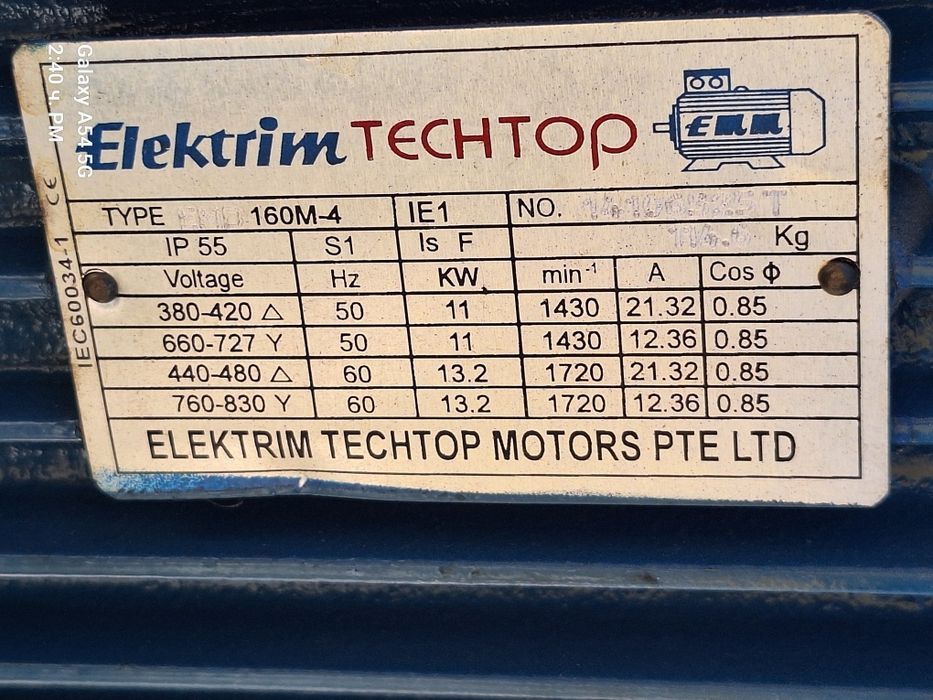 Elektrim TECHTOP EMM
TYPE 160M-4 IE1 NO.
IP 55 S1 Is F Kg
Voltage Hz KW min⁻¹ A Cos Φ
380-420 △ 50 11 1430 21.32 0.85
660-727 Y 50 11 1430 12.36 0.85
440-480 △ 60 13.2 1720 21.32 0.85
760-830 Y 60 13.2 1720 12.36 0.85
ELEKTRIM TECHTOP MOTORS PTE LTD
IEC60034-1 CE
Galaxy A54 5G
2:40 ч. PM